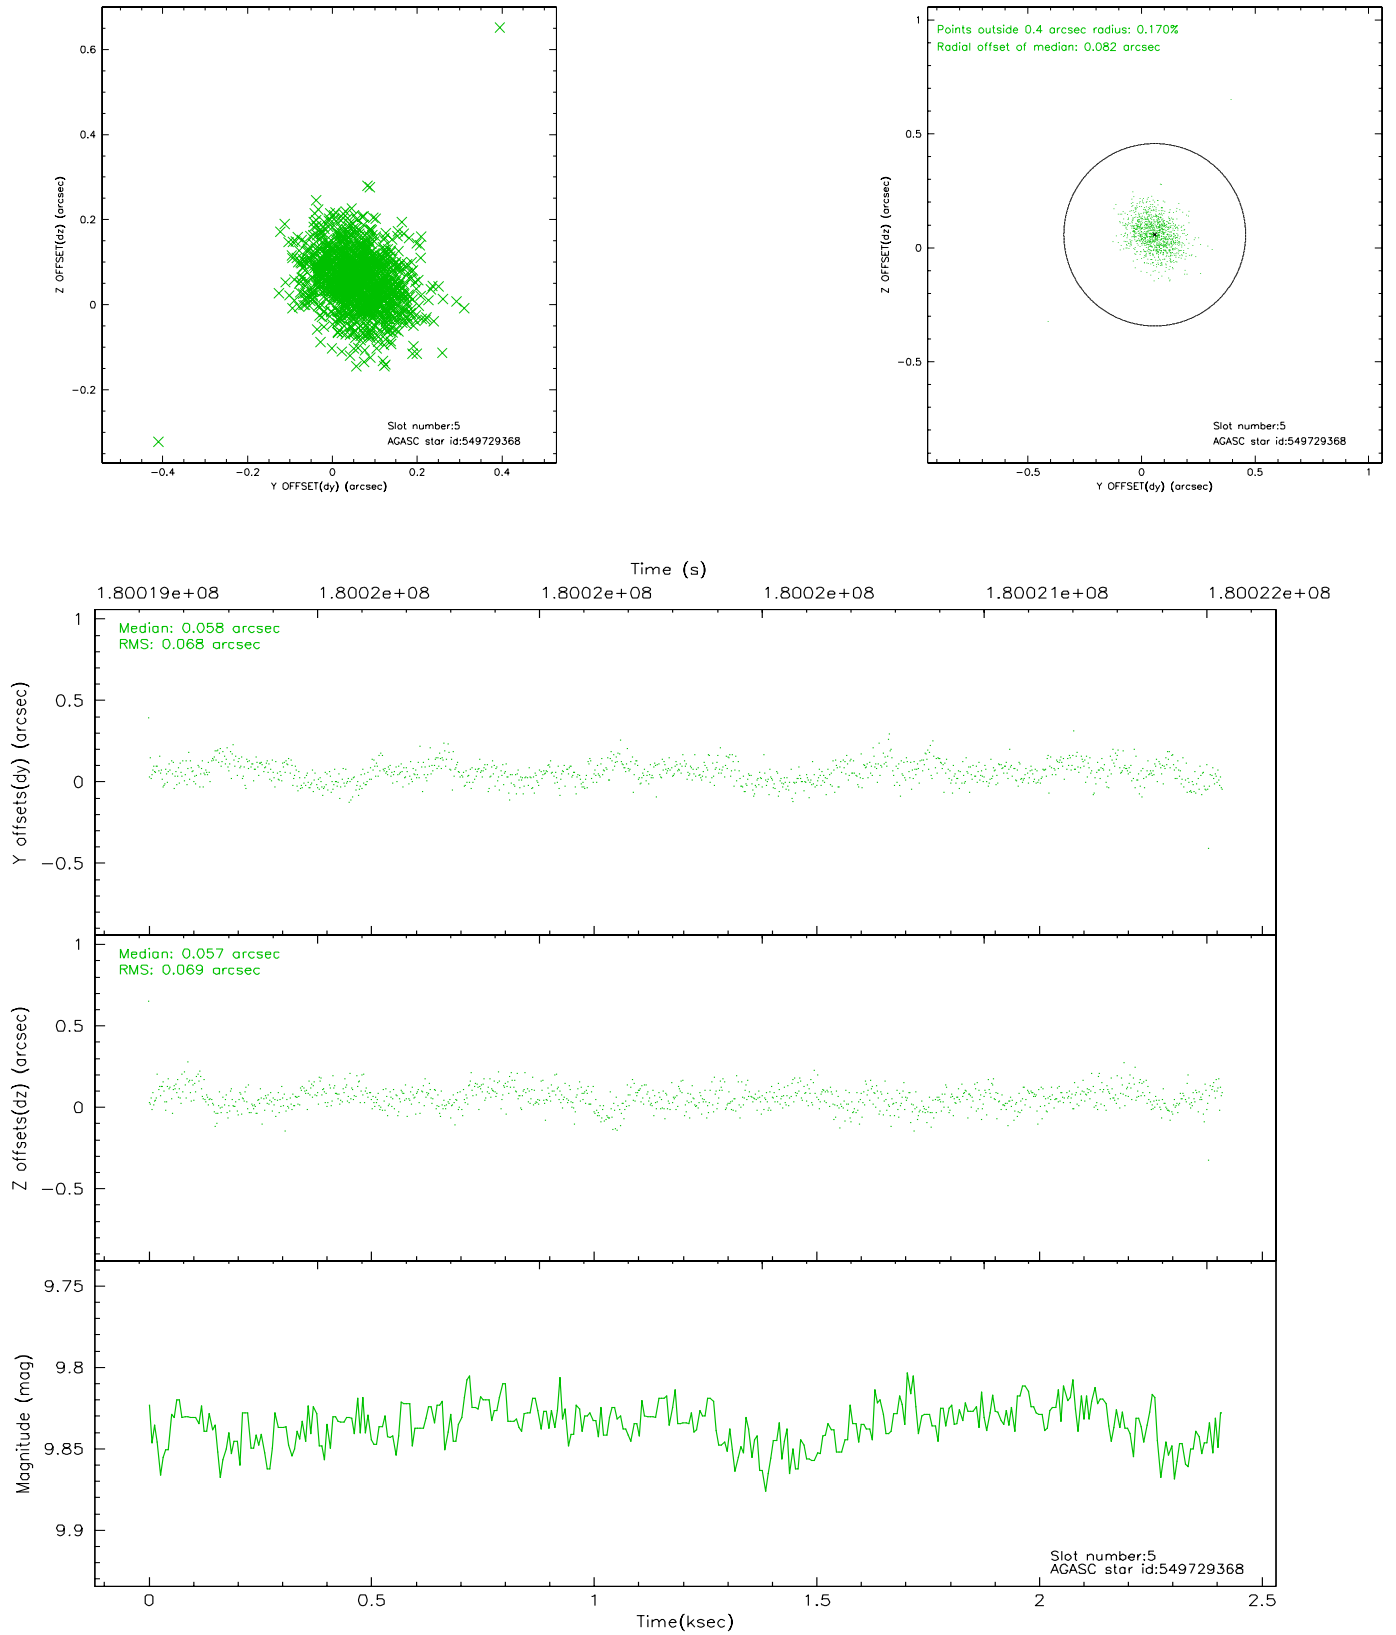 0.6
0.4
0.2
0
−0.2
Z OFFSET(dz) (arcsec)
Slot number:5
AGASC star id:549729368
−0.4 −0.2 0 0.2 0.4
Y OFFSET(dy) (arcsec)
Points outside 0.4 arcsec radius: 0.170%
Radial offset of median: 0.082 arcsec
1
0.5
0
−0.5
Z OFFSET(dz) (arcsec)
Slot number:5
AGASC star id:549729368
−0.5 0 0.5 1
Y OFFSET(dy) (arcsec)
Time (s)
1.80019e+08 1.8002e+08 1.8002e+08 1.8002e+08 1.80021e+08 1.80022e+08
Median: 0.058 arcsec
RMS: 0.068 arcsec
1
0.5
0
−0.5
Y offsets(dy) (arcsec)
Median: 0.057 arcsec
RMS: 0.069 arcsec
1
0.5
0
−0.5
Z offsets(dz) (arcsec)
9.75
9.8
9.85
9.9
Magnitude (mag)
Slot number:5
AGASC star id:549729368
0 0.5 1 1.5 2 2.5
Time(ksec)